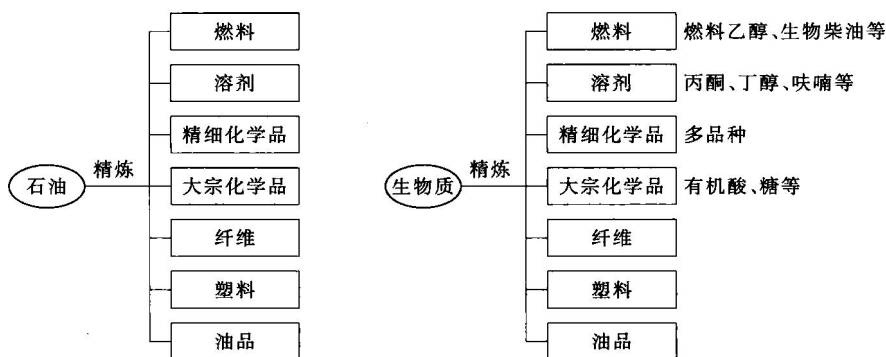 石油
精炼
燃料
溶剂
精细化学品
大宗化学品
纤维
塑料
油品
生物质
精炼
燃料 燃料乙醇、生物柴油等
溶剂 丙酮、丁醇、呋喃等
精细化学品 多品种
大宗化学品 有机酸、糖等
纤维
塑料
油品